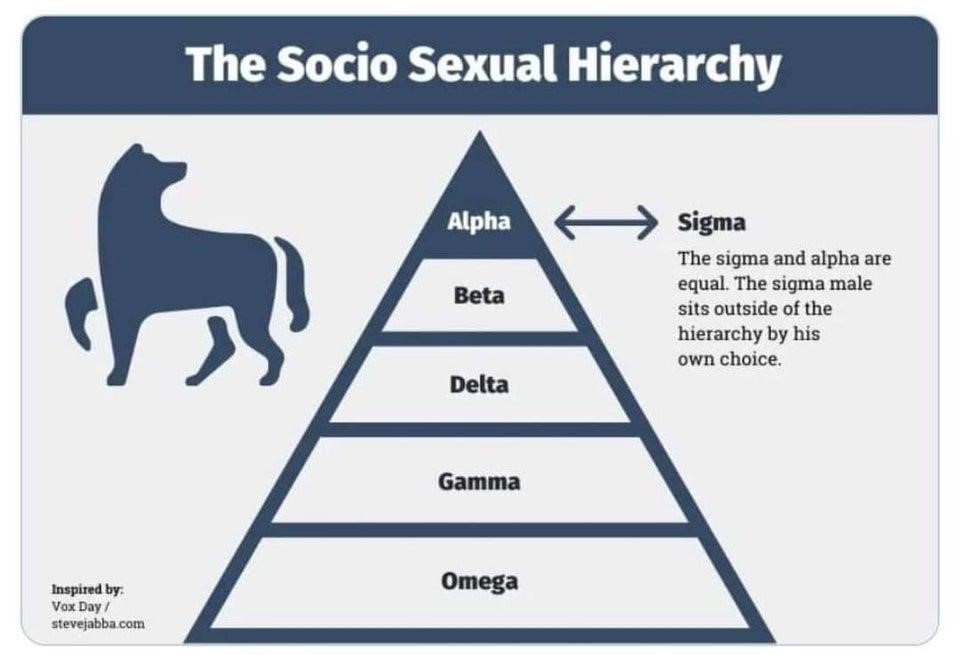 The Socio Sexual Hierarchy
Alpha
Sigma
The sigma and alpha are
equal. The sigma male
sits outside of the
hierarchy by his
own choice.
Beta
Delta
Gamma
Omega
Inspired by:
Vox Day /
stevejabba.com